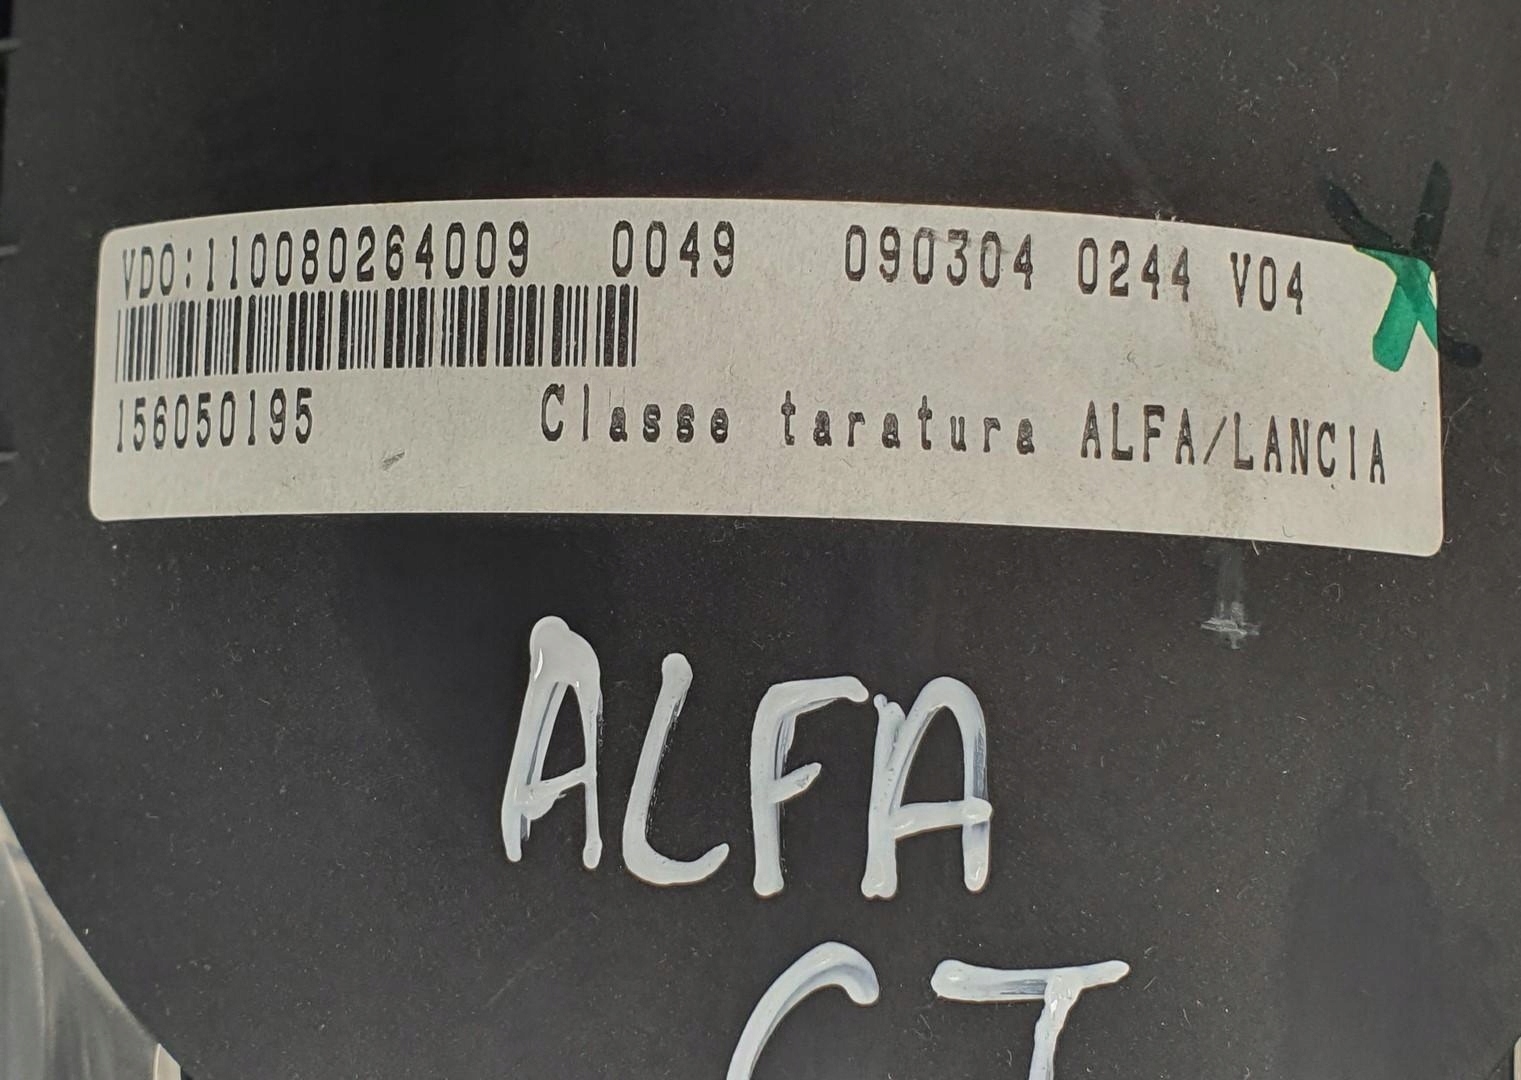 VDO:110080264009 0049 090304 0244 V04
156050195 Classe taratura ALFA/LANCIA
ALFA
GT